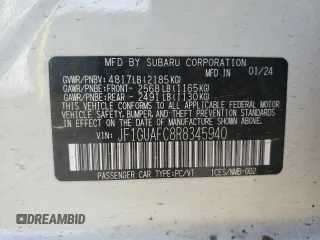 MFD. BY SUBARU CORPORATION
MADE IN JAPAN 01/24
GVWR/PNBV: 4817LB(2185KG)
GAWR/PNBE:FRONT- 2568LB(1165KG)
GAWR/PNBE:REAR - 2491LB(1130KG)
THIS VEHICLE CONFORMS TO ALL APPLICABLE FEDERAL MOTOR VEHICLE SAFETY, BUMPER AND THEFT PREVENTION STANDARDS IN EFFECT ON THE DATE OF MANUFACTURE SHOWN ABOVE.
VIN: JF1GUAFC8R8345940
PASSENGER CAR TYPE:PC/VT ICES/NMB-002